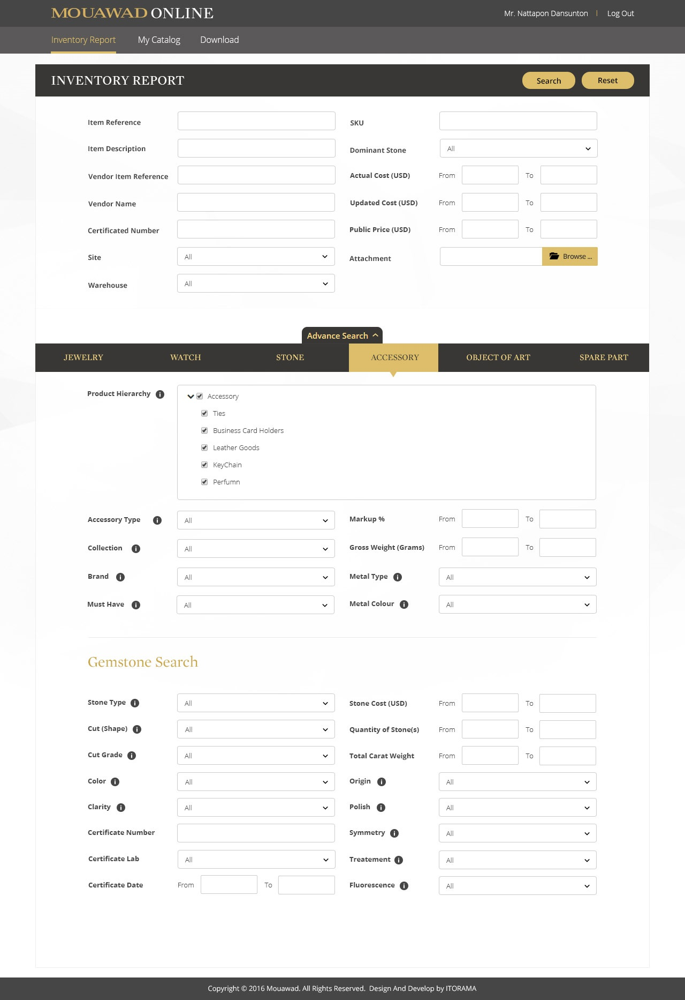 MOUAWAD ONLINE
Mr. Nattapon Dansunton | Log Out
Inventory Report My Catalog Download
INVENTORY REPORT
Search Reset
Item Reference SKU
Item Description Dominant Stone All
Vendor Item Reference Actual Cost (USD) From To
Vendor Name Updated Cost (USD) From To
Certificated Number Public Price (USD) From To
Site All Attachment Browse ...
Warehouse All
Advance Search
JEWELRY WATCH STONE ACCESSORY OBJECT OF ART SPARE PART
Product Hierarchy Accessory
Ties
Business Card Holders
Leather Goods
KeyChain
Perfumn
Accessory Type All Markup % From To
Collection All Gross Weight (Grams) From To
Brand All Metal Type All
Must Have All Metal Colour All
Gemstone Search
Stone Type All Stone Cost (USD) From To
Cut (Shape) All Quantity of Stone(s) From To
Cut Grade All Total Carat Weight From To
Color All Origin All
Clarity All Polish All
Certificate Number Symmetry All
Certificate Lab All Treatement All
Certificate Date From To Fluorescence All
Copyright © 2016 Mouawad. All Rights Reserved. Design And Develop by ITORAMA